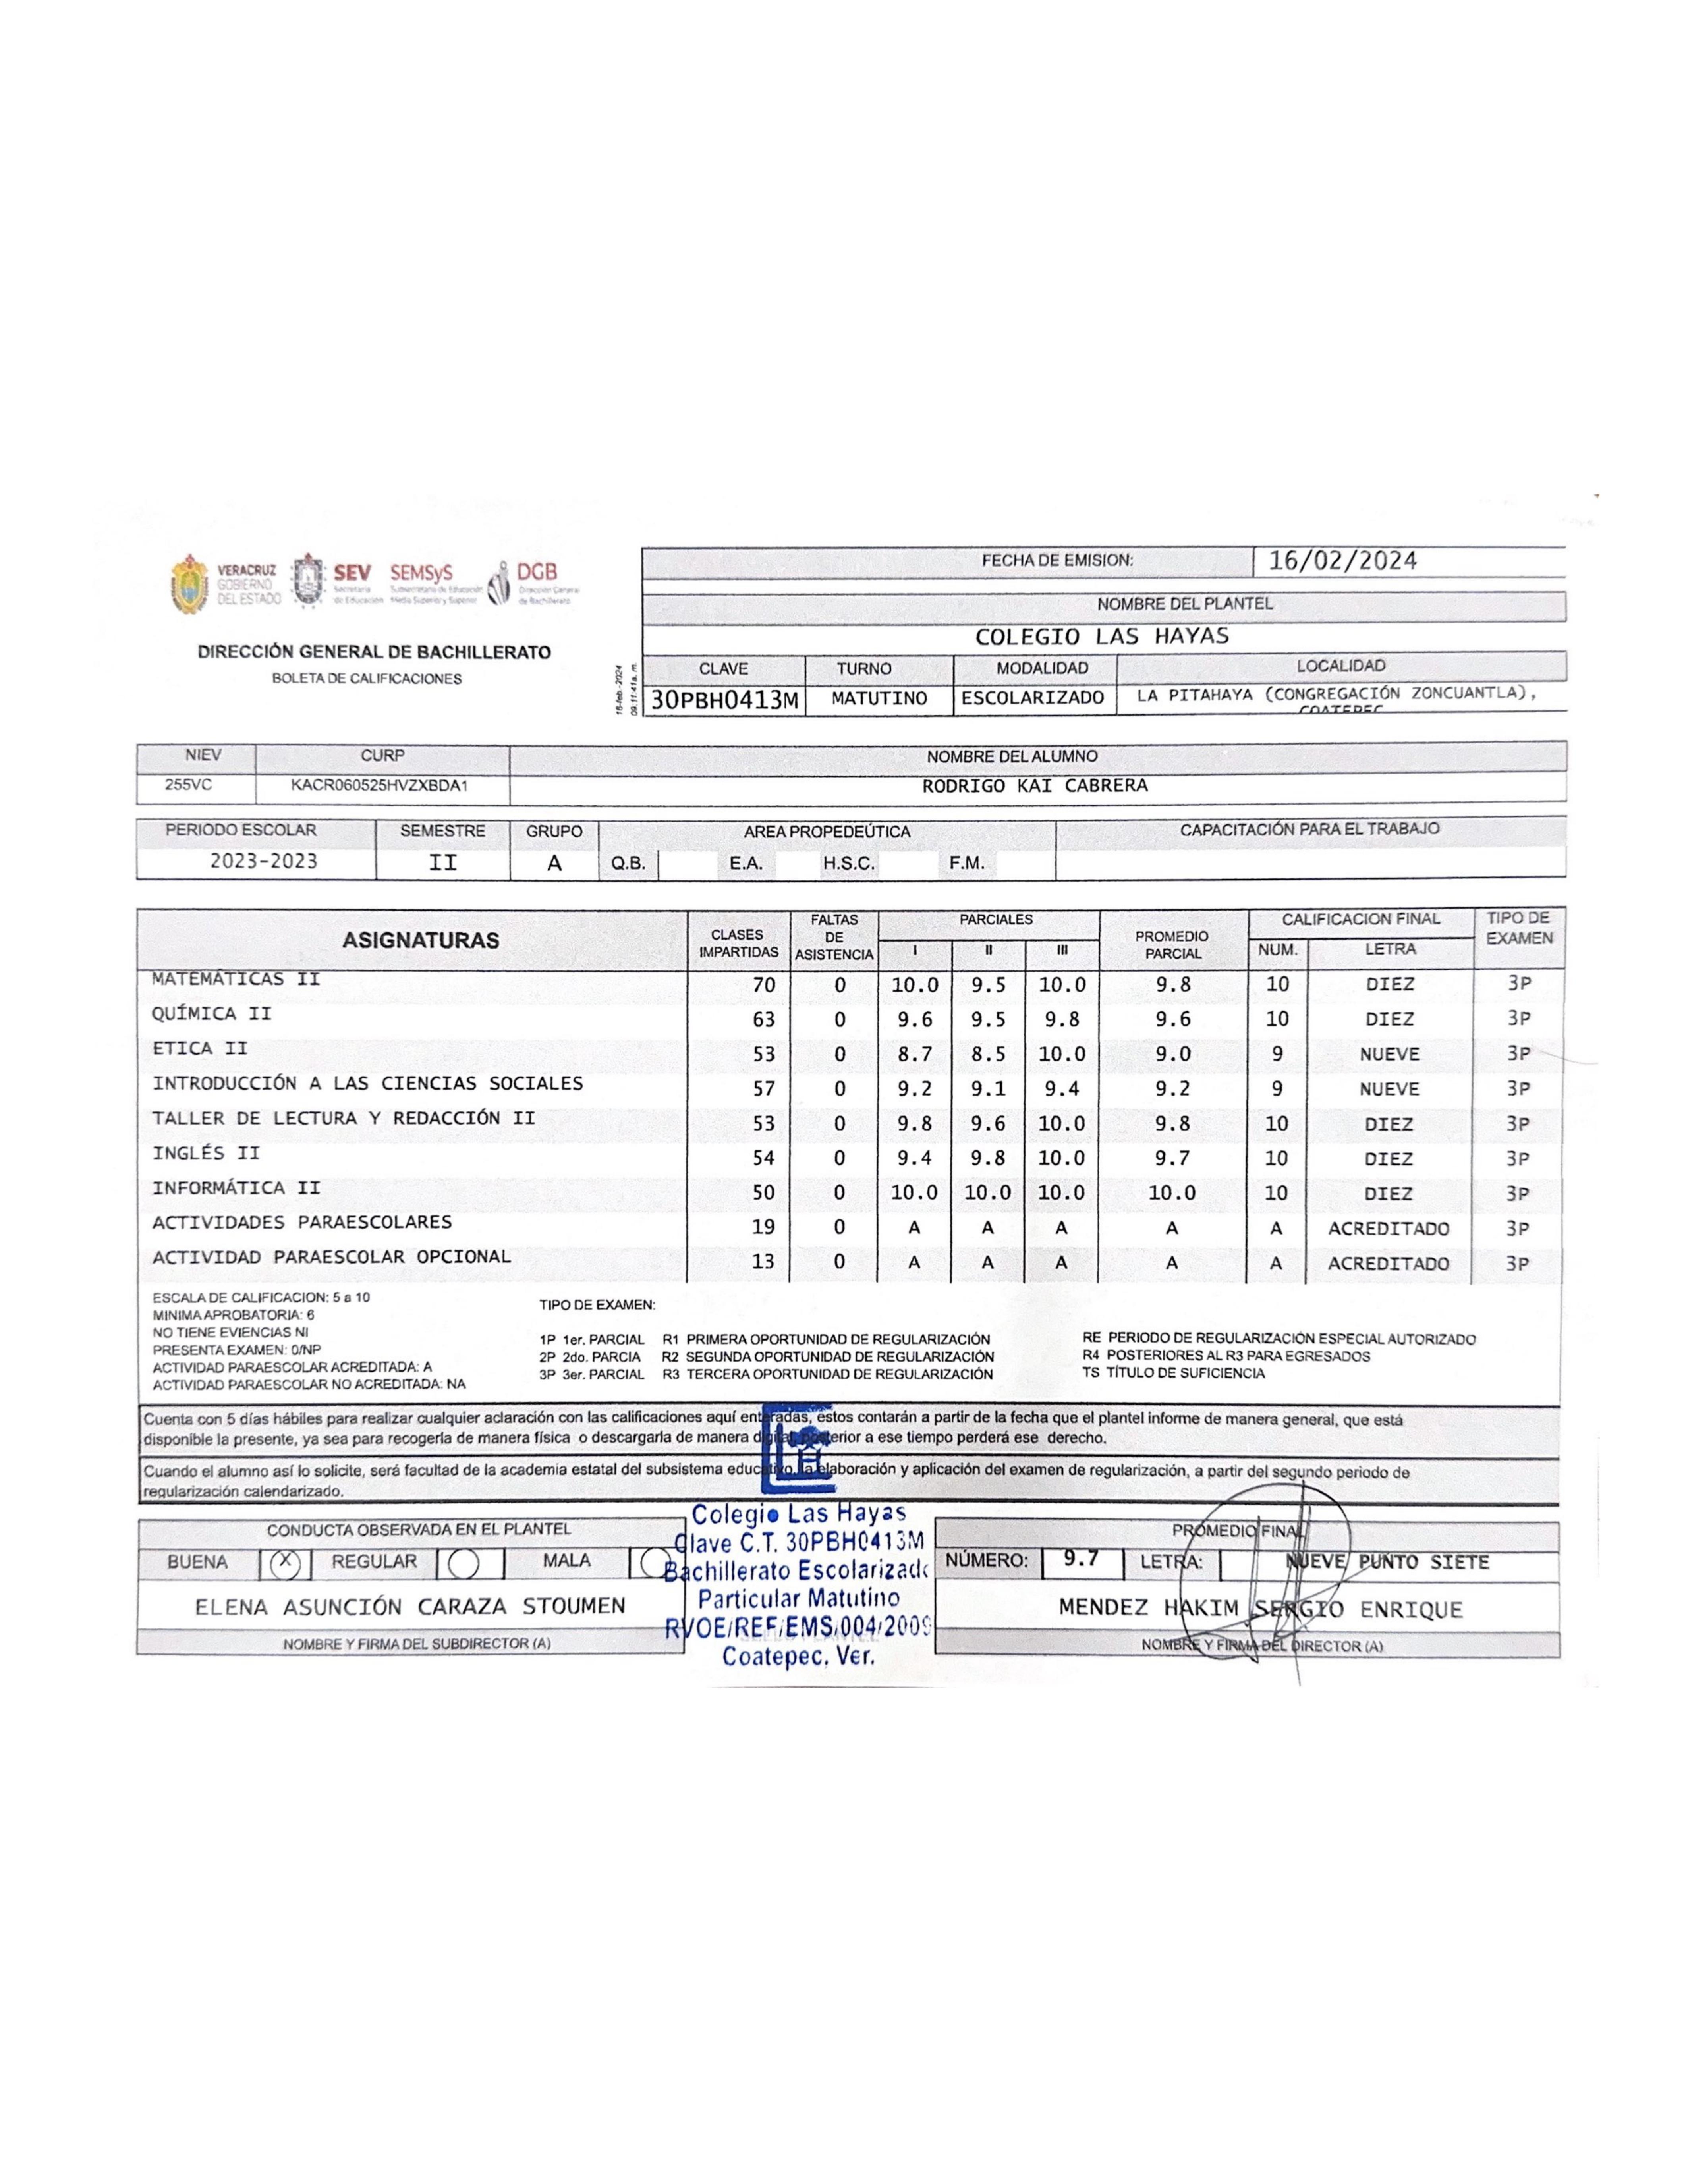 VERACRUZ
GOBIERNO
DEL ESTADO
SEV
Secretaría
de Educación
SEMSyS
Subsecretaría de Educación
Media Superior y Superior
DGB
Dirección General
de Bachillerato
DIRECCIÓN GENERAL DE BACHILLERATO
BOLETA DE CALIFICACIONES
16-feb.-2024
09:11:41a. m.
FECHA DE EMISION: 16/02/2024
NOMBRE DEL PLANTEL
COLEGIO LAS HAYAS
CLAVE TURNO MODALIDAD LOCALIDAD
30PBH0413M MATUTINO ESCOLARIZADO LA PITAHAYA (CONGREGACIÓN ZONCUANTLA),
COATEPEC
NIEV CURP NOMBRE DEL ALUMNO
255VC KACR060525HVZXBDA1 RODRIGO KAI CABRERA
PERIODO ESCOLAR SEMESTRE GRUPO AREA PROPEDEÚTICA CAPACITACIÓN PARA EL TRABAJO
2023-2023 II A Q.B. E.A. H.S.C. F.M.
ASIGNATURAS CLASES IMPARTIDAS FALTAS DE ASISTENCIA PARCIALES I II III PROMEDIO PARCIAL CALIFICACION FINAL NUM. LETRA TIPO DE EXAMEN
MATEMÁTICAS II 70 0 10.0 9.5 10.0 9.8 10 DIEZ 3P
QUÍMICA II 63 0 9.6 9.5 9.8 9.6 10 DIEZ 3P
ETICA II 53 0 8.7 8.5 10.0 9.0 9 NUEVE 3P
INTRODUCCIÓN A LAS CIENCIAS SOCIALES 57 0 9.2 9.1 9.4 9.2 9 NUEVE 3P
TALLER DE LECTURA Y REDACCIÓN II 53 0 9.8 9.6 10.0 9.8 10 DIEZ 3P
INGLÉS II 54 0 9.4 9.8 10.0 9.7 10 DIEZ 3P
INFORMÁTICA II 50 0 10.0 10.0 10.0 10.0 10 DIEZ 3P
ACTIVIDADES PARAESCOLARES 19 0 A A A A A ACREDITADO 3P
ACTIVIDAD PARAESCOLAR OPCIONAL 13 0 A A A A A ACREDITADO 3P
ESCALA DE CALIFICACION: 5 a 10
MINIMA APROBATORIA: 6
NO TIENE EVIENCIAS NI
PRESENTA EXAMEN: 0/NP
ACTIVIDAD PARAESCOLAR ACREDITADA: A
ACTIVIDAD PARAESCOLAR NO ACREDITADA: NA
TIPO DE EXAMEN:
1P 1er. PARCIAL R1 PRIMERA OPORTUNIDAD DE REGULARIZACIÓN RE PERIODO DE REGULARIZACIÓN ESPECIAL AUTORIZADO
2P 2do. PARCIA R2 SEGUNDA OPORTUNIDAD DE REGULARIZACIÓN R4 POSTERIORES AL R3 PARA EGRESADOS
3P 3er. PARCIAL R3 TERCERA OPORTUNIDAD DE REGULARIZACIÓN TS TÍTULO DE SUFICIENCIA
Cuenta con 5 días hábiles para realizar cualquier aclaración con las calificaciones aquí enteradas, estos contarán a partir de la fecha que el plantel informe de manera general, que está
disponible la presente, ya sea para recogerla de manera física o descargarla de manera digital, posterior a ese tiempo perderá ese derecho.
Cuando el alumno así lo solicite, será facultad de la academia estatal del subsistema educativo, la elaboración y aplicación del examen de regularización, a partir del segundo periodo de
regularización calendarizado.
CONDUCTA OBSERVADA EN EL PLANTEL
BUENA X REGULAR MALA
ELENA ASUNCIÓN CARAZA STOUMEN
NOMBRE Y FIRMA DEL SUBDIRECTOR (A)
Colegio Las Hayas
Clave C.T. 30PBH0413M
Bachillerato Escolarizado
Particular Matutino
RVOE/REF/EMS/004/2009
Coatepec, Ver.
PROMEDIO FINAL
NÚMERO: 9.7 LETRA: NUEVE PUNTO SIETE
MENDEZ HAKIM SERGIO ENRIQUE
NOMBRE Y FIRMA DEL DIRECTOR (A)